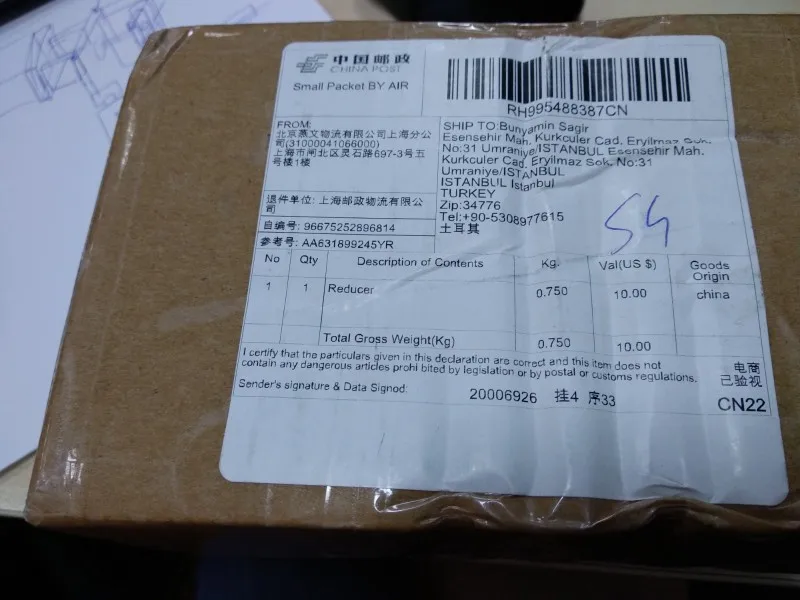 中国邮政
CHINA POST
Small Packet BY AIR
RH995488387CN
FROM:
北京燕文物流有限公司上海分公
司(31000041066000)
上海市闸北区灵石路697-3号五
号楼1楼
退件单位: 上海邮政物流有限公
司
自编号: 96675252896814
参考号: AA631899245YR
SHIP TO:Bunyamin Sagir
Esensehir Mah. Kurkculer Cad. Eryilmaz Sok.
No:31 Umraniye/ISTANBUL Esensehir Mah.
Kurkculer Cad. Eryilmaz Sok. No:31
Umraniye/ISTANBUL
ISTANBUL Istanbul
TURKEY
Zip:34776
Tel:+90-5308977615
土耳其
54
No Qty Description of Contents Kg. Val(US $) Goods Origin
1 1 Reducer 0.750 10.00 china
Total Gross Weight(Kg) 0.750 10.00
I certify that the particulars given in this declaration are correct and this item does not
contain any dangerous articles prohi bited by legislation or by postal or customs regulations.
Sender's signature & Data Signod:
20006926 挂4 序33
电商
已验视
CN22